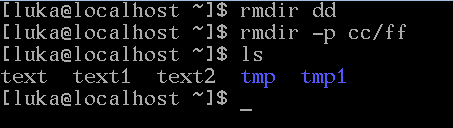 [luka@localhost ~]$ rmdir dd
[luka@localhost ~]$ rmdir -p cc/ff
[luka@localhost ~]$ ls
text  text1  text2  tmp  tmp1
[luka@localhost ~]$ _